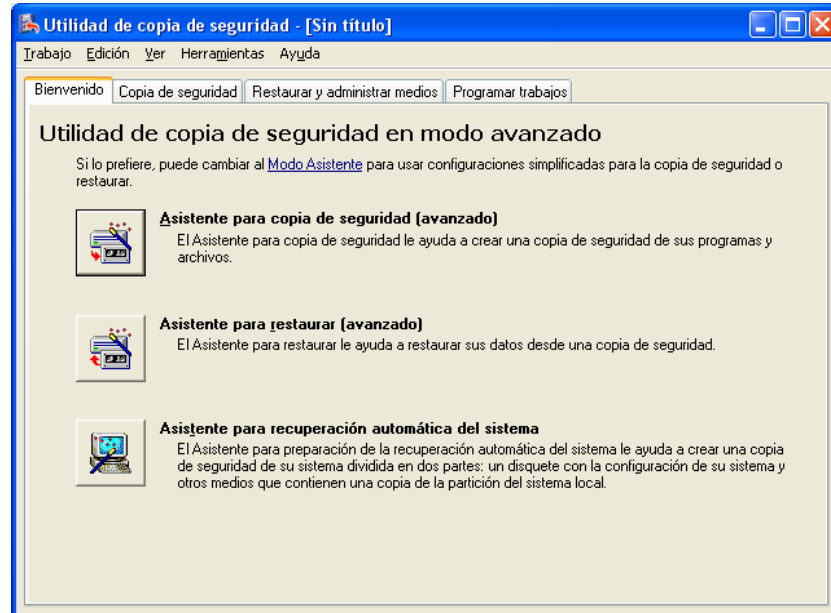 Utilidad de copia de seguridad - [Sin título]
Trabajo Edición Ver Herramientas Ayuda
Bienvenido Copia de seguridad Restaurar y administrar medios Programar trabajos
Utilidad de copia de seguridad en modo avanzado
Si lo prefiere, puede cambiar al Modo Asistente para usar configuraciones simplificadas para la copia de seguridad o
restaurar.
Asistente para copia de seguridad (avanzado)
El Asistente para copia de seguridad le ayuda a crear una copia de seguridad de sus programas y
archivos.
Asistente para restaurar (avanzado)
El Asistente para restaurar le ayuda a restaurar sus datos desde una copia de seguridad.
Asistente para recuperación automática del sistema
El Asistente para preparación de la recuperación automática del sistema le ayuda a crear una copia
de seguridad de su sistema dividida en dos partes: un disquete con la configuración de su sistema y
otros medios que contienen una copia de la partición del sistema local.